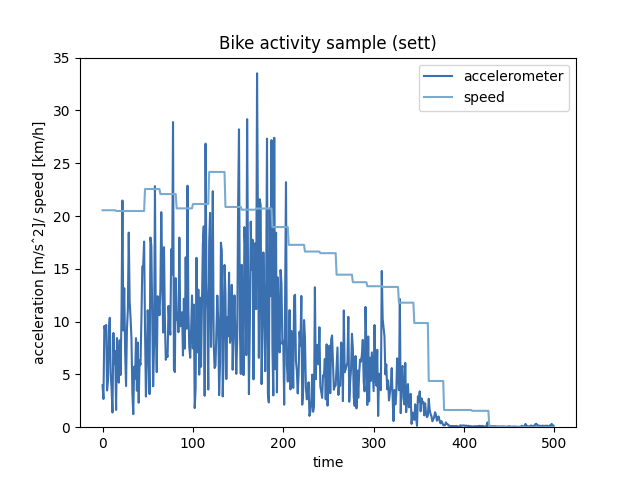 Bike activity sample (sett)
accelerometer
speed
acceleration [m/s^2]/ speed [km/h]
35
30
25
20
15
10
5
0
0 100 200 300 400 500
time